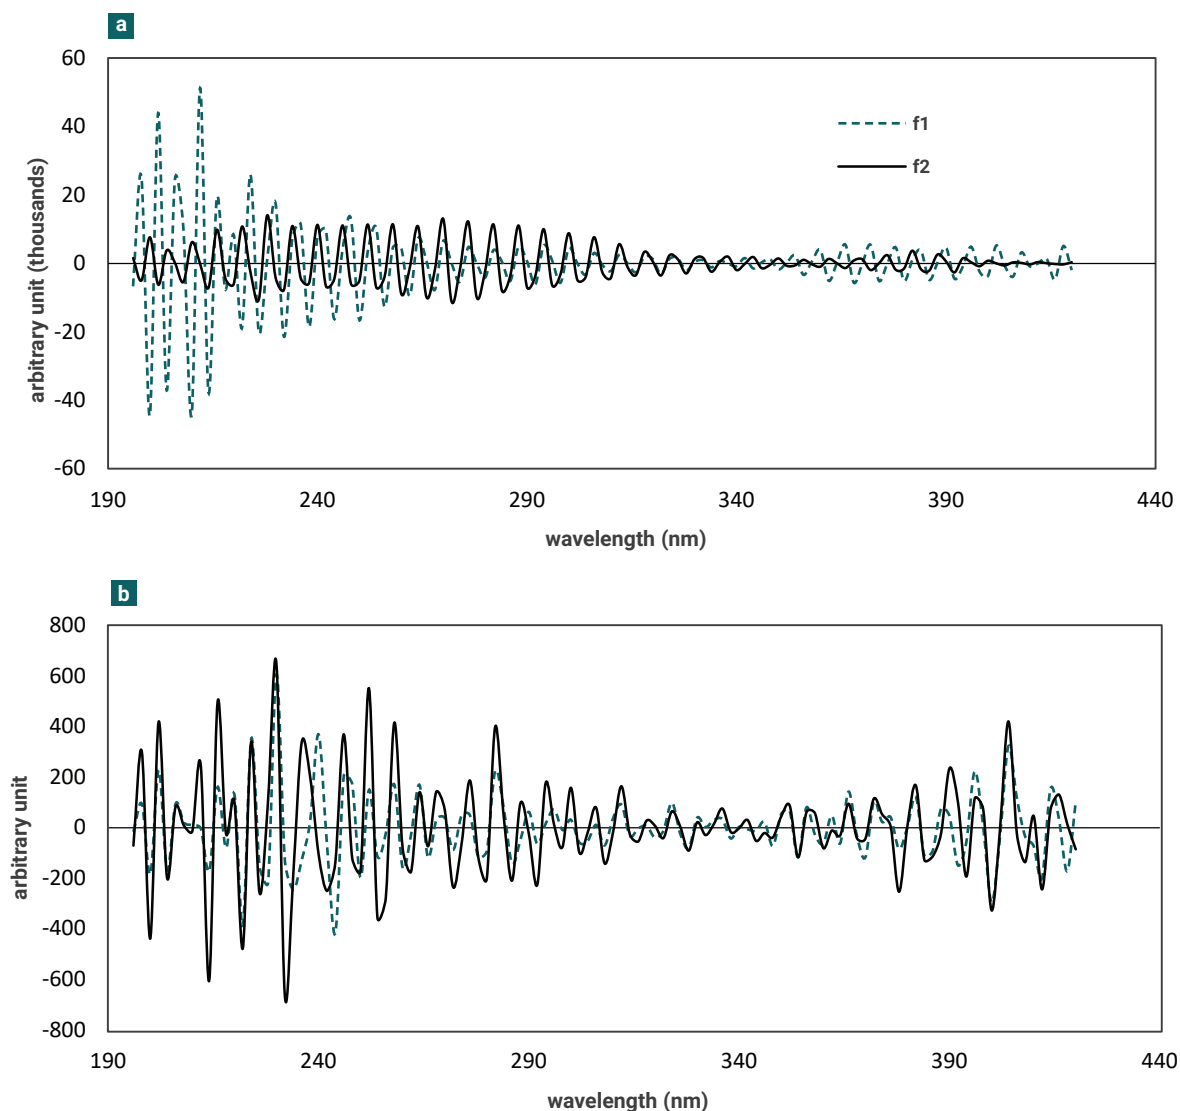 a
60
40
20
0
-20
-40
-60
arbitrary unit (thousands)
f1
f2
190 240 290 340 390 440
wavelength (nm)
b
800
600
400
200
0
-200
-400
-600
-800
arbitrary unit
190 240 290 340 390 440
wavelength (nm)